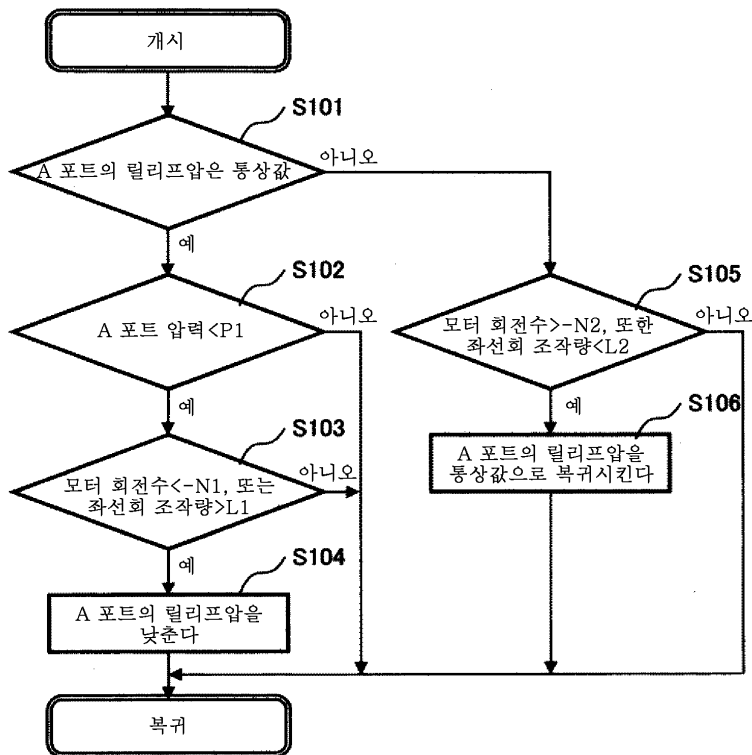 개시
S101
A 포트의 릴리프압은 통상값
아니오
예
S102
A 포트 압력<P1
아니오
예
S103
모터 회전수<-N1, 또는
좌선회 조작량>L1
아니오
예
S104
A 포트의 릴리프압을
낮춘다
S105
모터 회전수>-N2, 또한
좌선회 조작량<L2
아니오
예
S106
A 포트의 릴리프압을
통상값으로 복귀시킨다
복귀